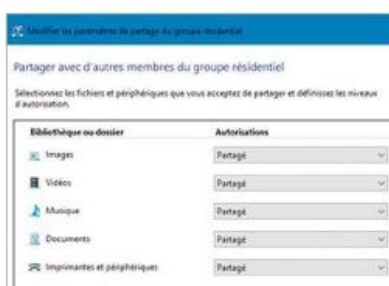 Modifier les paramètres de partage du groupe résidentiel
Partager avec d'autres membres du groupe résidentiel
Sélectionnez les fichiers et périphériques que vous acceptez de partager et définissez les niveaux
d'autorisation.
Bibliothèque ou dossier Autorisations
Images Partagé
Vidéos Partagé
Musique Partagé
Documents Partagé
Imprimantes et périphériques Partagé